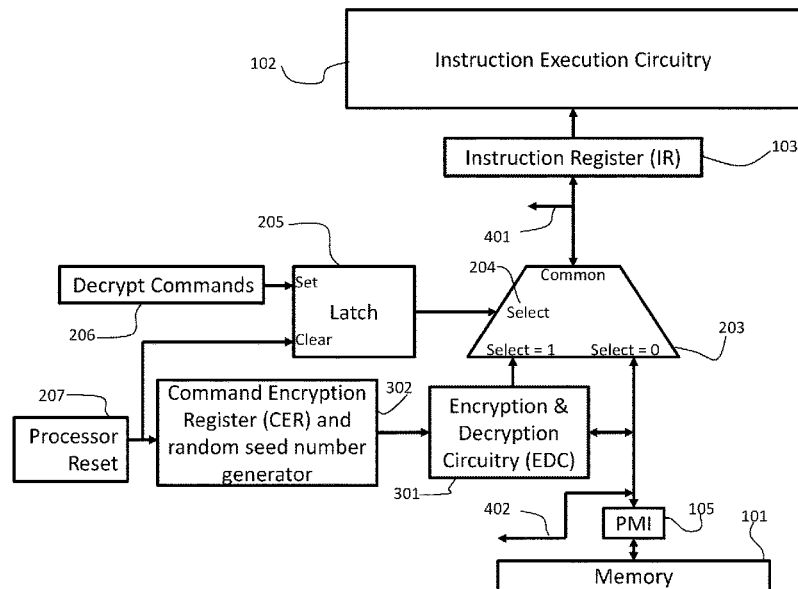 Instruction Execution Circuitry
102
Instruction Register (IR)
103
401
205
204
Common
Decrypt Commands
Set
Latch
Select
206
Clear
203
Select = 1
Select = 0
207
Command Encryption
Register (CER) and
random seed number
generator
302
Encryption &
Decryption
Circuitry (EDC)
Processor
Reset
301
402
PMI
105
101
Memory